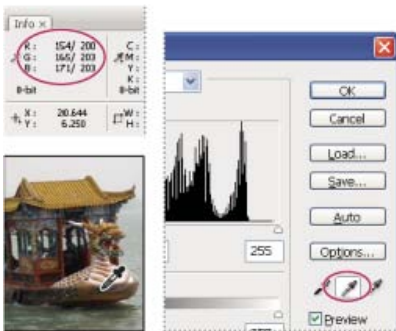 Info ×
R: 154/ 200
G: 165/ 203
B: 171/ 203
8-bit
C:
M:
Y:
K:
8-bit
X: 20.644
Y: 6.250
W:
H:
OK
Cancel
Load...
Save...
Auto
255
Options...
Preview